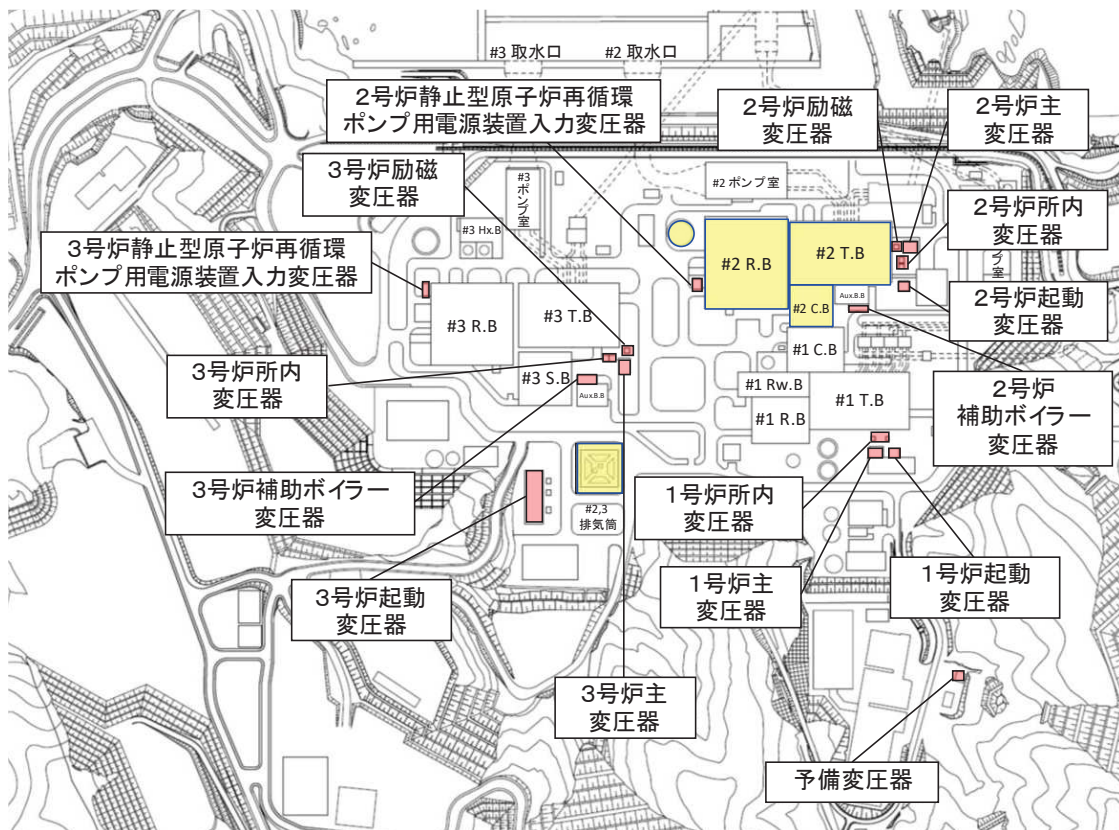 #3 取水口
#2 取水口
2号炉静止型原子炉再循環
ポンプ用電源装置入力変圧器
2号炉励磁
変圧器
2号炉主
変圧器
3号炉励磁
変圧器
#3 ポンプ室
#2 ポンプ室
2号炉所内
変圧器
#3 Hx.B
3号炉静止型原子炉再循環
ポンプ用電源装置入力変圧器
#2 R.B
#2 T.B
プ室
Aux.B.B
#2 C.B
2号炉起動
変圧器
#3 R.B
#3 T.B
#1 C.B
3号炉所内
変圧器
#3 S.B
Aux.B.B
#1 Rw.B
#1 R.B
#1 T.B
2号炉
補助ボイラー
変圧器
3号炉補助ボイラー
変圧器
#2,3
排気筒
1号炉所内
変圧器
3号炉起動
変圧器
1号炉主
変圧器
1号炉起動
変圧器
3号炉主
変圧器
予備変圧器